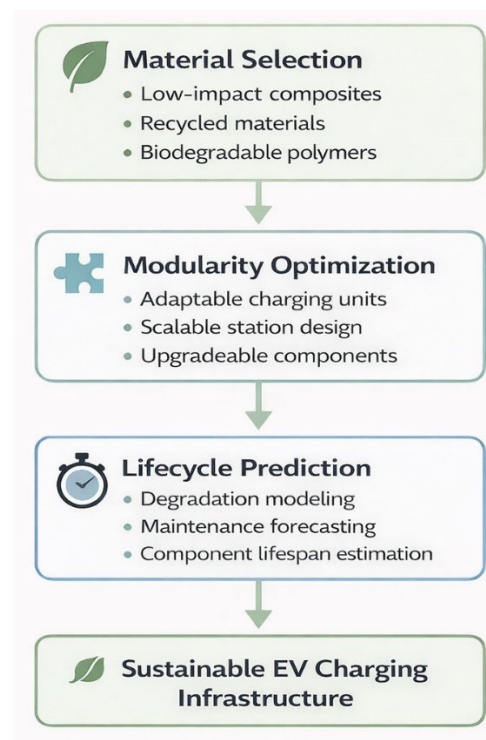 Material Selection
• Low-impact composites
• Recycled materials
• Biodegradable polymers
Modularity Optimization
• Adaptable charging units
• Scalable station design
• Upgradeable components
Lifecycle Prediction
• Degradation modeling
• Maintenance forecasting
• Component lifespan estimation
Sustainable EV Charging
Infrastructure